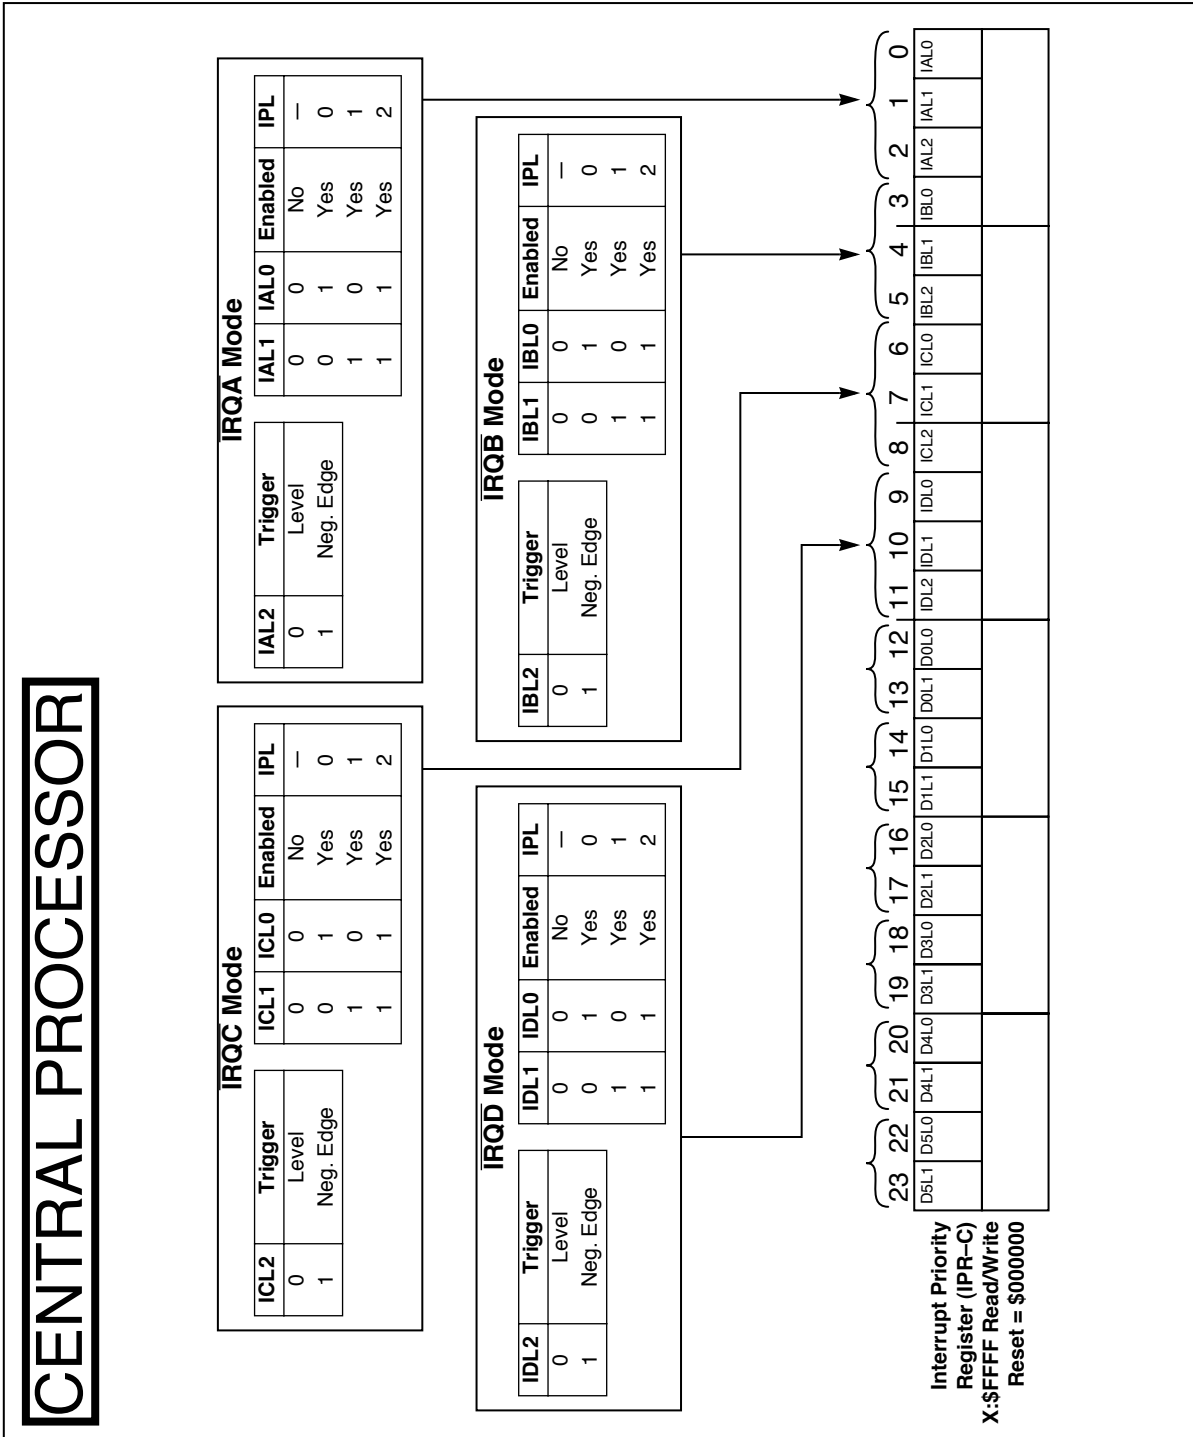 CENTRAL PROCESSOR
IRQC Mode
ICL2 Trigger
0 Level
1 Neg. Edge
ICL1 ICL0 Enabled IPL
0 0 No —
0 1 Yes 0
1 0 Yes 1
1 1 Yes 2
IRQA Mode
IAL2 Trigger
0 Level
1 Neg. Edge
IAL1 IAL0 Enabled IPL
0 0 No —
0 1 Yes 0
1 0 Yes 1
1 1 Yes 2
IRQD Mode
IDL2 Trigger
0 Level
1 Neg. Edge
IDL1 IDL0 Enabled IPL
0 0 No —
0 1 Yes 0
1 0 Yes 1
1 1 Yes 2
IRQB Mode
IBL2 Trigger
0 Level
1 Neg. Edge
IBL1 IBL0 Enabled IPL
0 0 No —
0 1 Yes 0
1 0 Yes 1
1 1 Yes 2
23 22 21 20 19 18 17 16 15 14 13 12 11 10 9 8 7 6 5 4 3 2 1 0
D5L1 D5L0 D4L1 D4L0 D3L1 D3L0 D2L1 D2L0 D1L1 D1L0 D0L1 D0L0 IDL2 IDL1 IDL0 ICL2 ICL1 ICL0 IBL2 IBL1 IBL0 IAL2 IAL1 IAL0
Interrupt Priority
Register (IPR–C)
X:$FFFF Read/Write
Reset = $000000